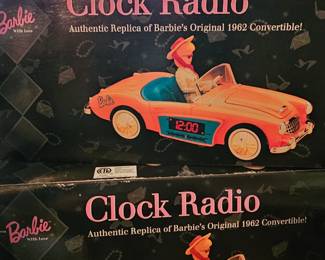 Clock Radio
Authentic Replica of Barbie's Original 1962 Convertible!
Barbie
With Love
Barbie
12:00
Clock Radio
Authentic Replica of Barbie's Original 1962 Convertible!
Barbie
With Love